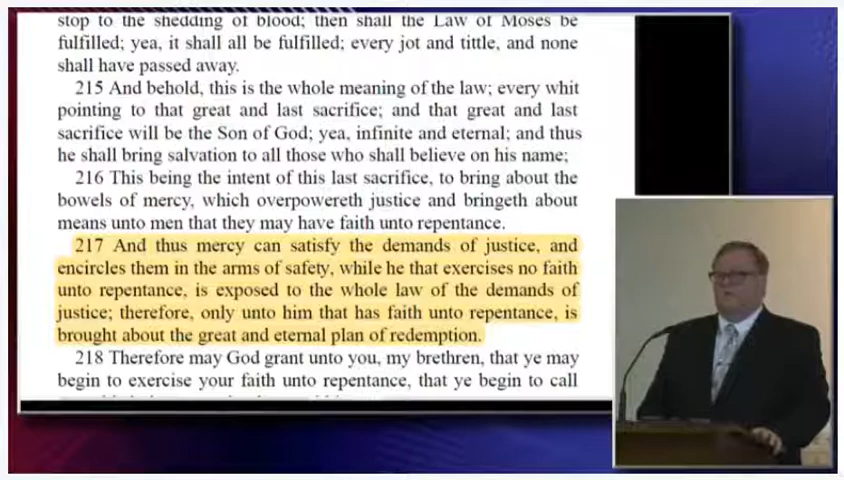 stop to the shedding of blood; then shall the Law of Moses be
fulfilled; yea, it shall all be fulfilled; every jot and tittle, and none
shall have passed away.
215 And behold, this is the whole meaning of the law; every whit
pointing to that great and last sacrifice; and that great and last
sacrifice will be the Son of God; yea, infinite and eternal; and thus
he shall bring salvation to all those who shall believe on his name;
216 This being the intent of this last sacrifice, to bring about the
bowels of mercy, which overpowereth justice and bringeth about
means unto men that they may have faith unto repentance.
217 And thus mercy can satisfy the demands of justice, and
encircles them in the arms of safety, while he that exercises no faith
unto repentance, is exposed to the whole law of the demands of
justice; therefore, only unto him that has faith unto repentance, is
brought about the great and eternal plan of redemption.
218 Therefore may God grant unto you, my brethren, that ye may
begin to exercise your faith unto repentance, that ye begin to call